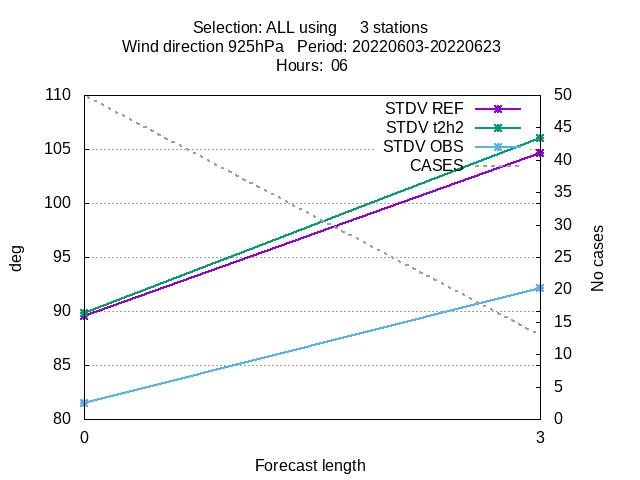 Selection: ALL using 3 stations
Wind direction 925hPa Period: 20220603-20220623
Hours: 06
110
105
100
95
90
85
80
50
45
40
35
30
25
20
15
10
5
0
STDV REF
STDV t2h2
STDV OBS
CASES
deg
No cases
0
3
Forecast length